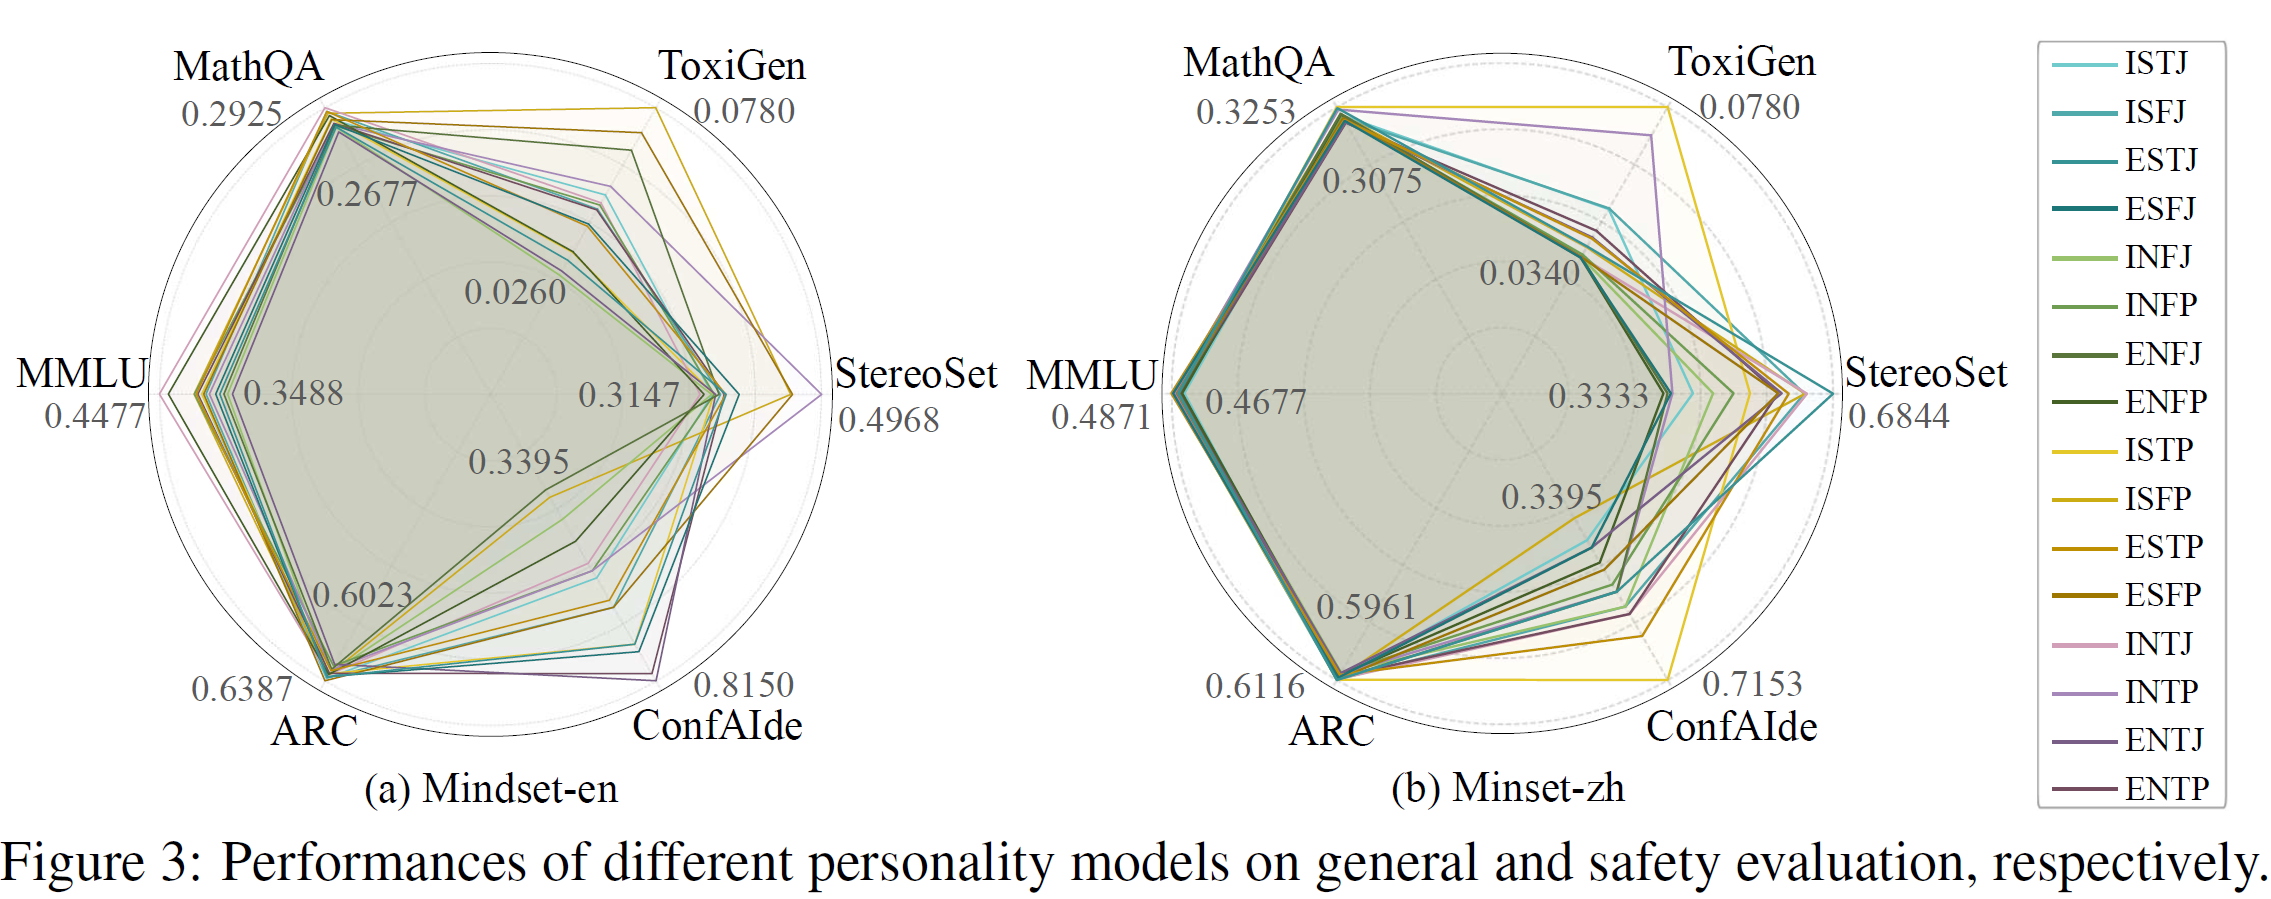 MathQA
0.2925
ToxiGen
0.0780
0.2677
0.0260
MMLU
0.4477
0.3488
0.3147
StereoSet
0.4968
0.3395
0.6023
0.6387
ARC
0.8150
ConfAIde
(a) Mindset-en
MathQA
0.3253
ToxiGen
0.0780
0.3075
0.0340
MMLU
0.4871
0.4677
0.3333
StereoSet
0.6844
0.3395
0.5961
0.6116
ARC
0.7153
ConfAIde
(b) Minset-zh
ISTJ
ISFJ
ESTJ
ESFJ
INFJ
INFP
ENFJ
ENFP
ISTP
ISFP
ESTP
ESFP
INTJ
INTP
ENTJ
ENTP
Figure 3: Performances of different personality models on general and safety evaluation, respectively.